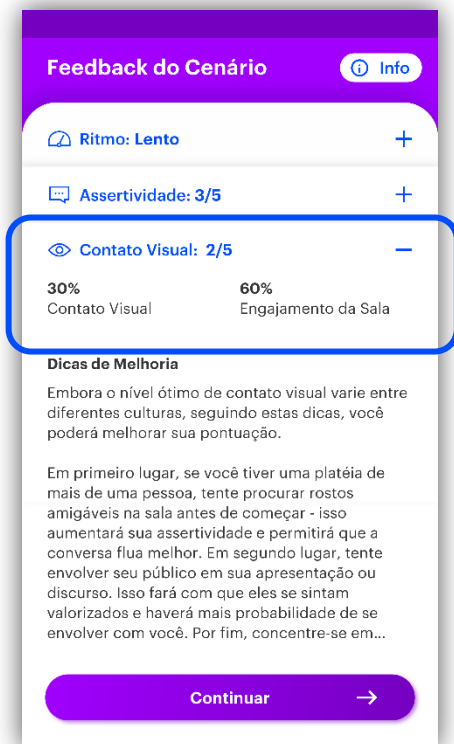 Feedback do Cenário
Info
Ritmo: Lento
Assertividade: 3/5
Contato Visual: 2/5
30%
60%
Contato Visual
Engajamento da Sala
Dicas de Melhoria
Embora o nível ótimo de contato visual varie entre
diferentes culturas, seguindo estas dicas, você
poderá melhorar sua pontuação.
Em primeiro lugar, se você tiver uma platéia de
mais de uma pessoa, tente procurar rostos
amigáveis na sala antes de começar - isso
aumentará sua assertividade e permitirá que a
conversa flua melhor. Em segundo lugar, tente
envolver seu público em sua apresentação ou
discurso. Isso fará com que eles se sintam
valorizados e haverá mais probabilidade de se
envolver com você. Por fim, concentre-se em...
Continuar